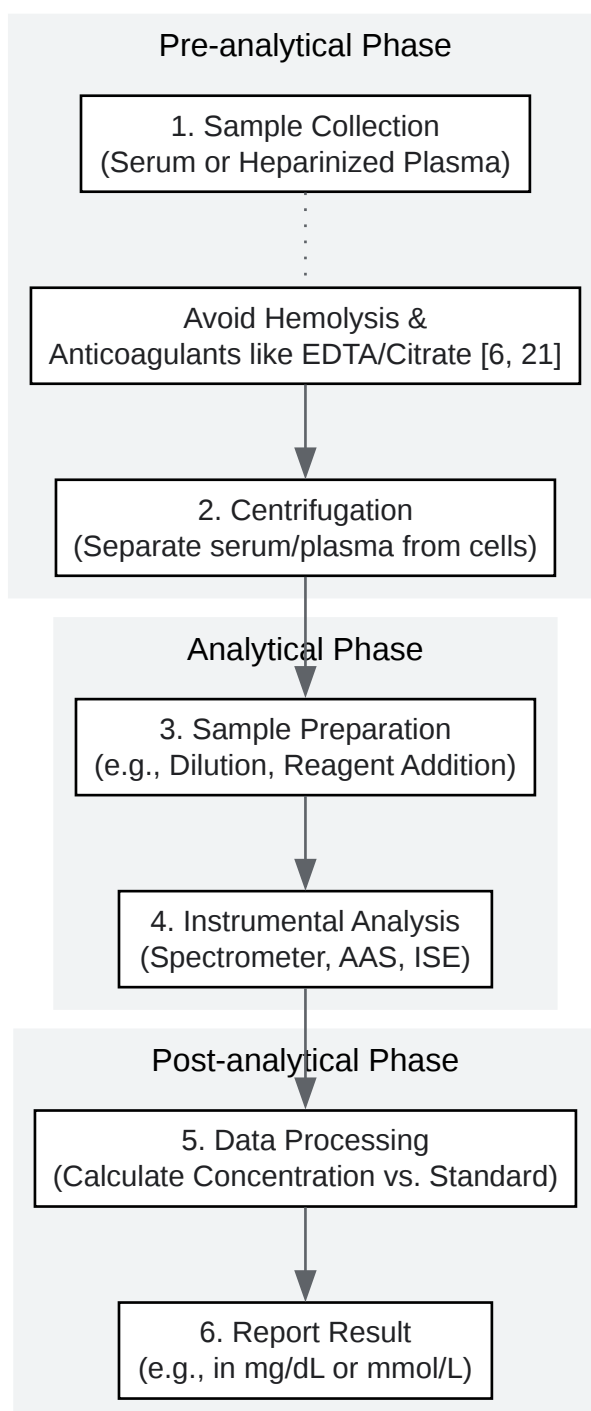 Pre-analytical Phase
1. Sample Collection
(Serum or Heparinized Plasma)
Avoid Hemolysis &
Anticoagulants like EDTA/Citrate [6, 21]
2. Centrifugation
(Separate serum/plasma from cells)
Analytical Phase
3. Sample Preparation
(e.g., Dilution, Reagent Addition)
4. Instrumental Analysis
(Spectrometer, AAS, ISE)
Post-analytical Phase
5. Data Processing
(Calculate Concentration vs. Standard)
6. Report Result
(e.g., in mg/dL or mmol/L)